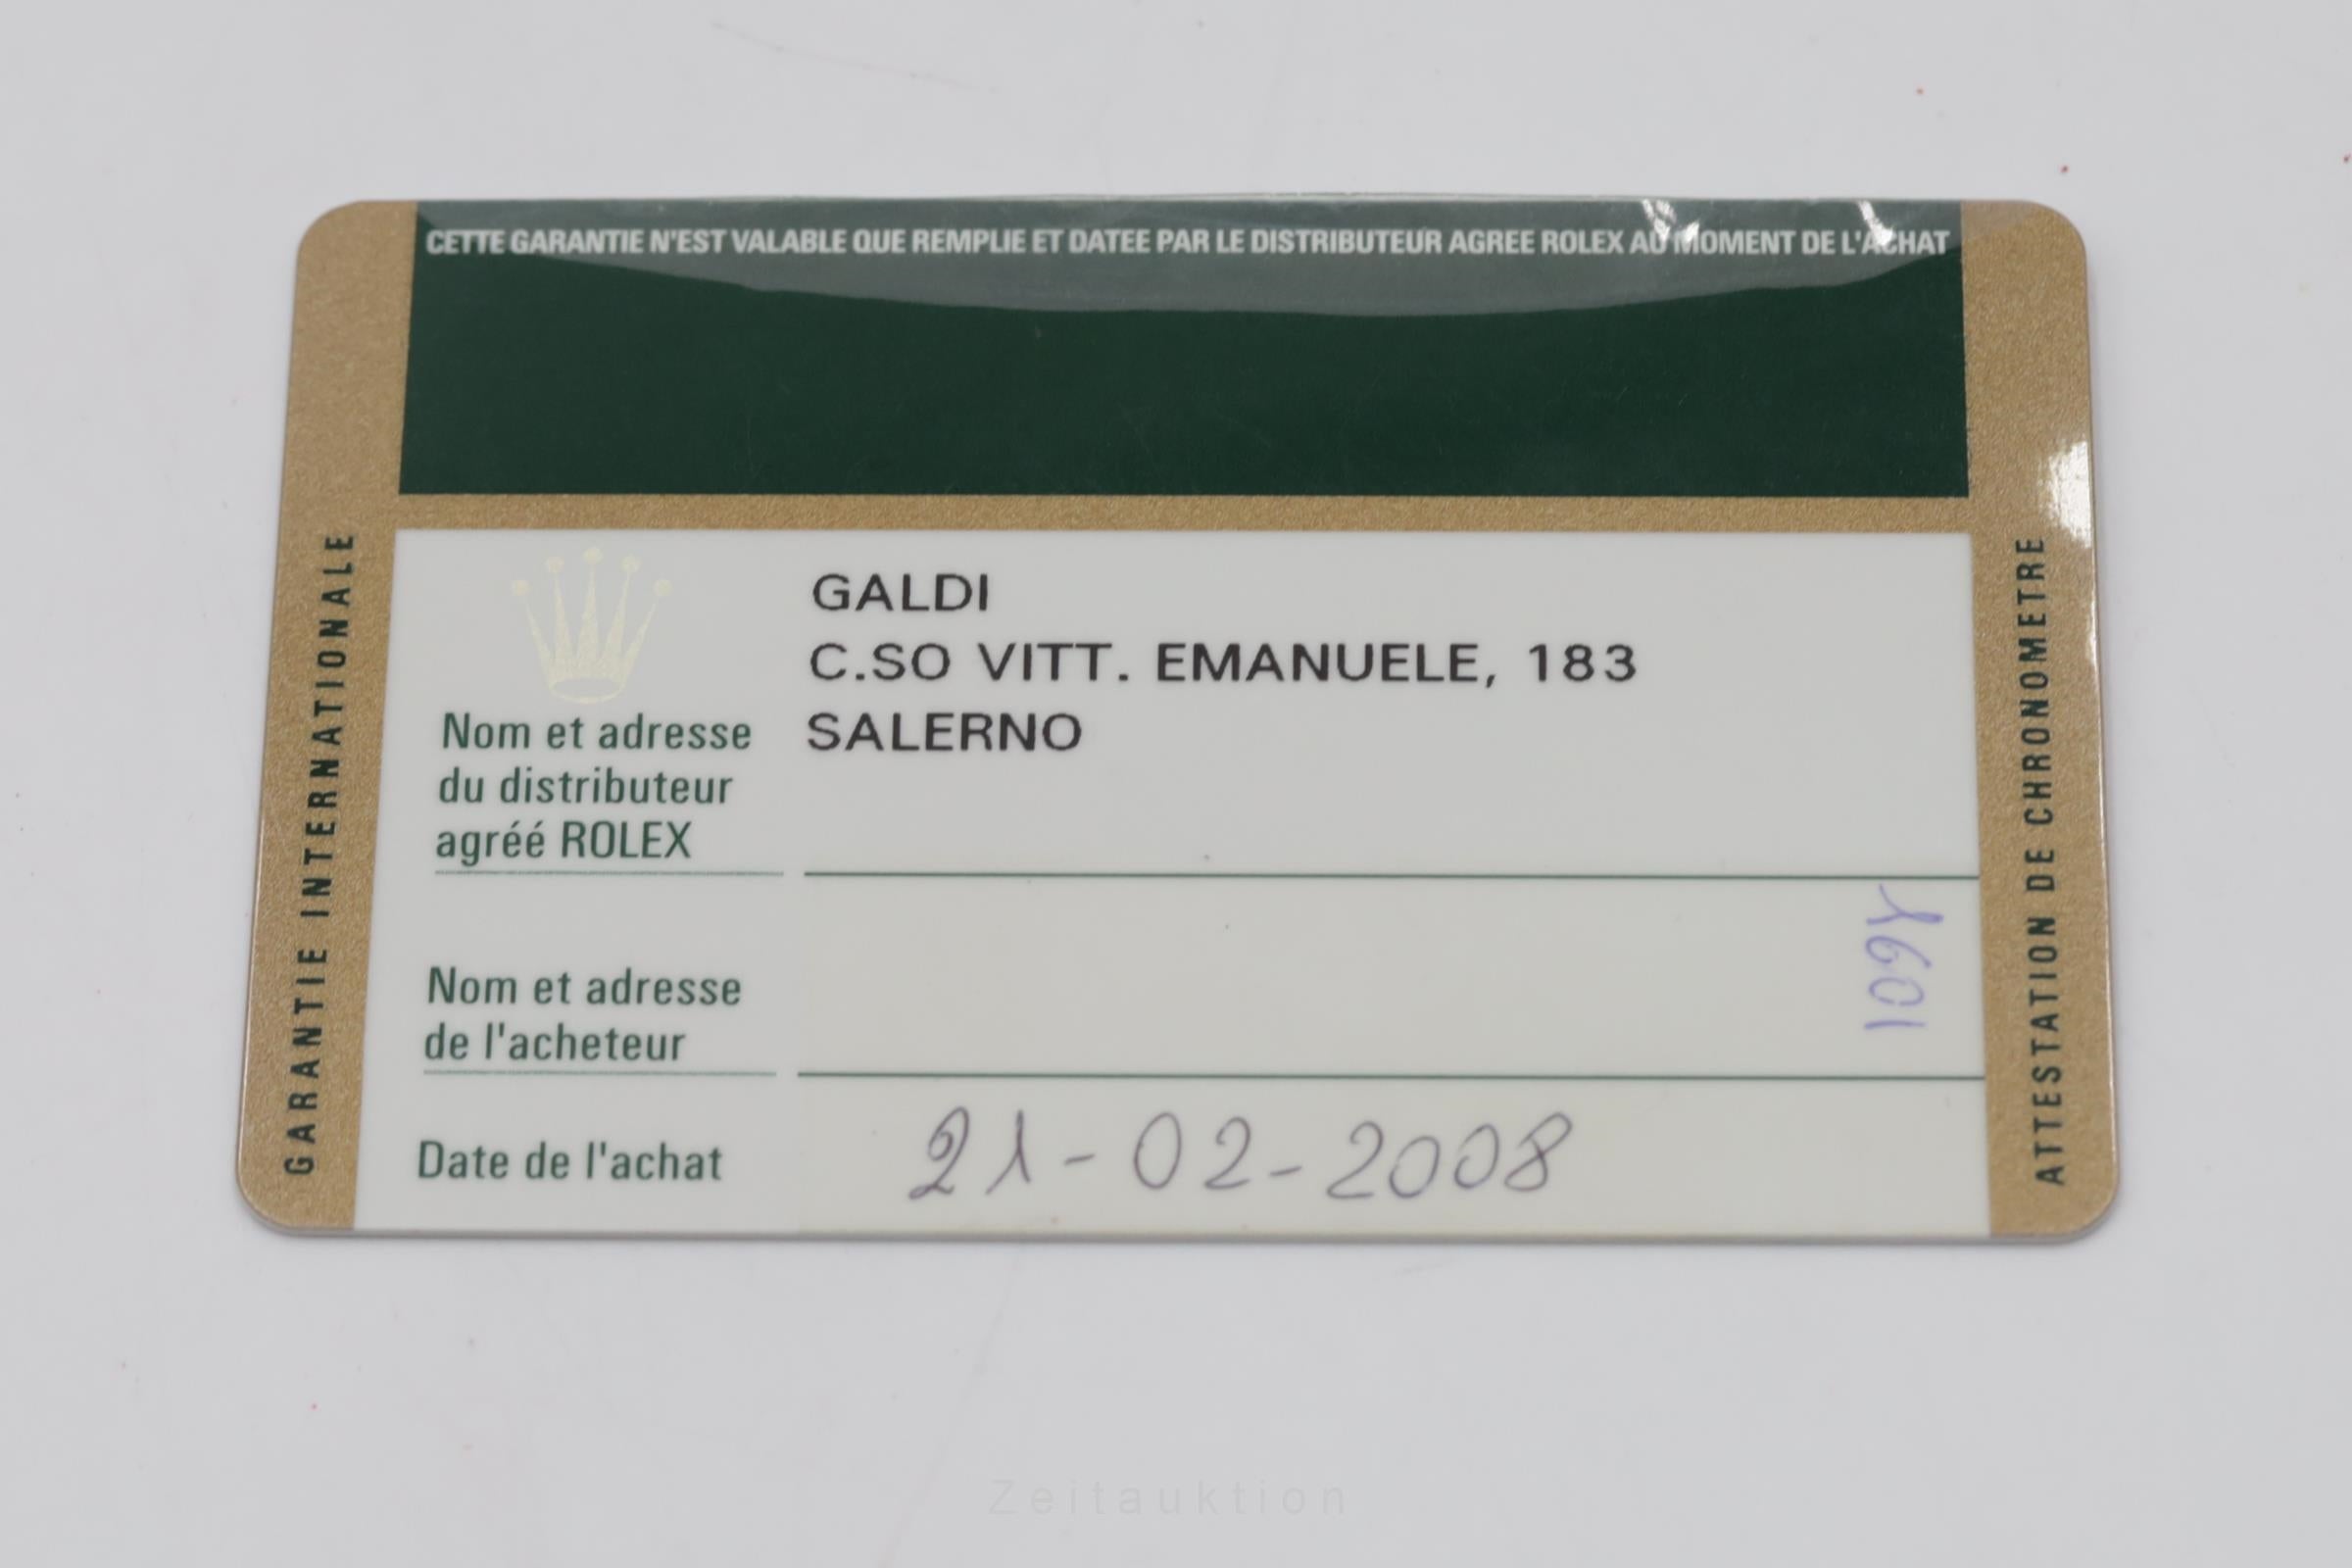 CETTE GARANTIE N'EST VALABLE QUE REMPLIE ET DATEE PAR LE DISTRIBUTEUR AGREE ROLEX AU MOMENT DE L'ACHAT
GARANTIE INTERNATIONALE
GALDI
C.SO VITT. EMANUELE, 183
SALERNO
Nom et adresse
du distributeur
agréé ROLEX
Nom et adresse
de l'acheteur
Date de l'achat
21-02-2008
ATTESTATION DE CHRONOMETRE
Zeitauktion